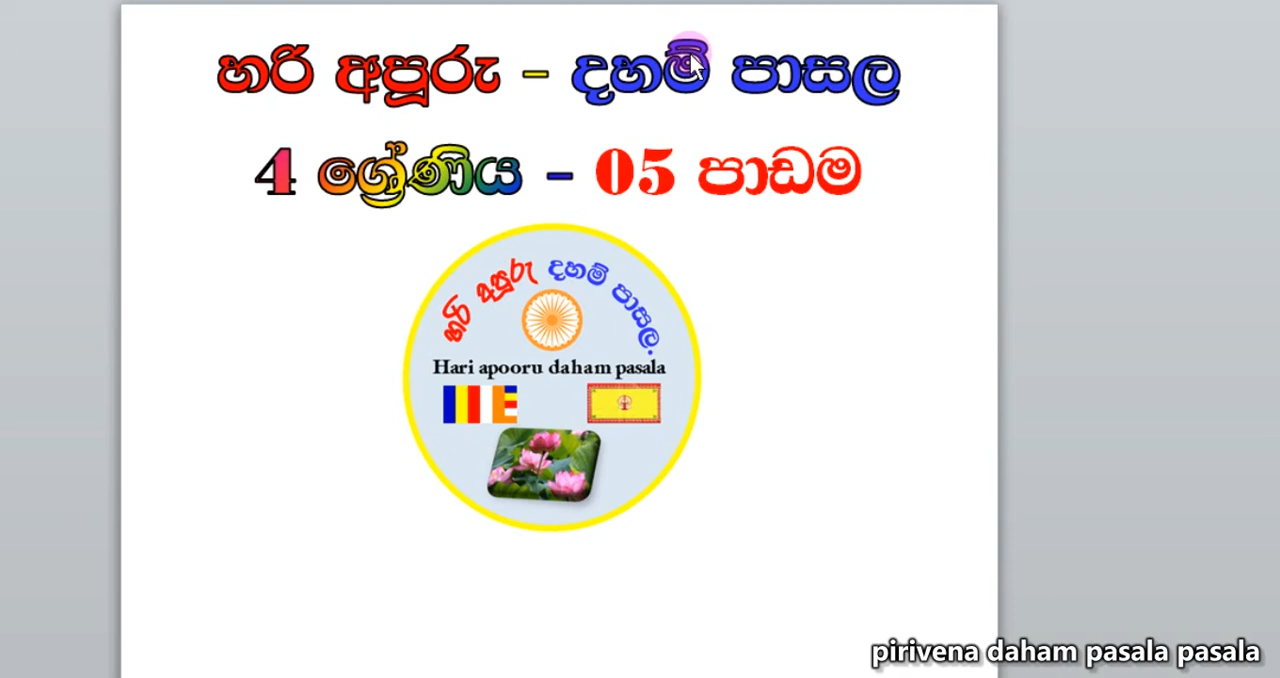 හරි අපූරු - දහම් පාසල
4 ශ්‍රේණිය - 05 පාඩම
හරි අපූරු දහම් පාසල.
Hari apooru daham pasala
pirivena daham pasala pasala